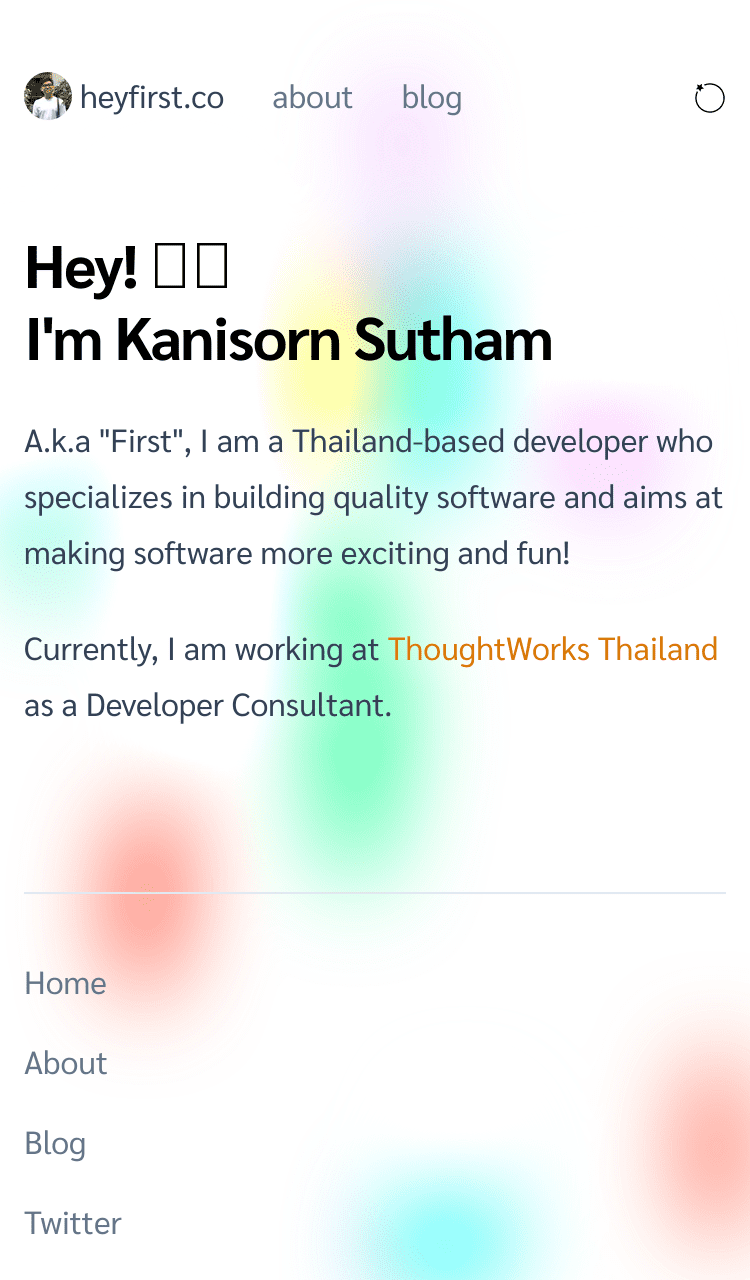 heyfirst.co about blog
Hey!
I'm Kanisorn Sutham
A.k.a "First", I am a Thailand-based developer who
specializes in building quality software and aims at
making software more exciting and fun!
Currently, I am working at ThoughtWorks Thailand
as a Developer Consultant.
Home
About
Blog
Twitter